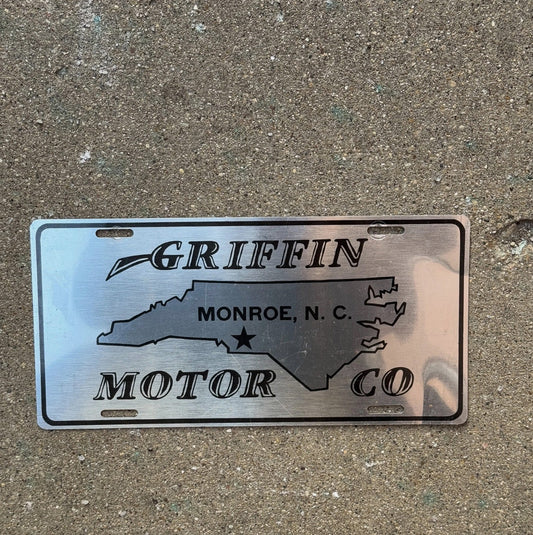 GRIFFIN
MONROE, N. C.
MOTOR CO